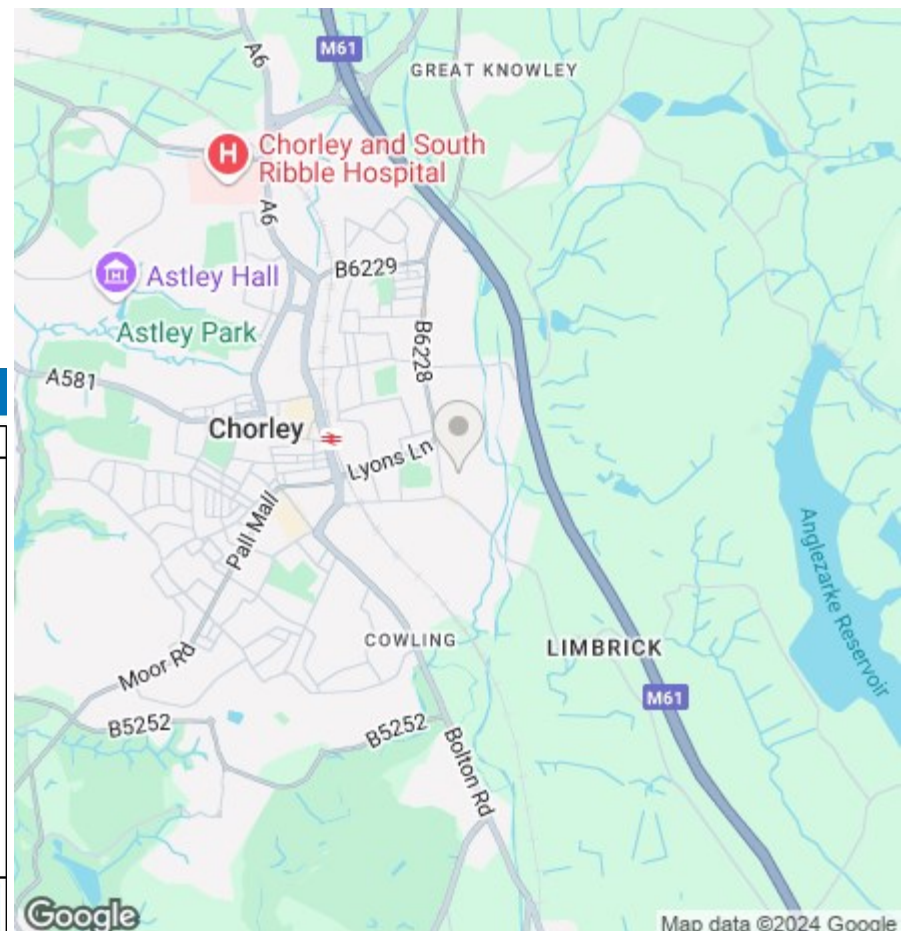 A6
M61
GREAT KNOWLEY
Chorley and South
Ribble Hospital
H
A6
B6229
Astley Hall
Astley Park
B6228
A581
Chorley
Lyons Ln
Pall Mall
Anglezarke Reservoir
COWLING
LIMBRICK
Moor Rd
M61
B5252
B5252
Bolton Rd
Google
Map data ©2024 Google